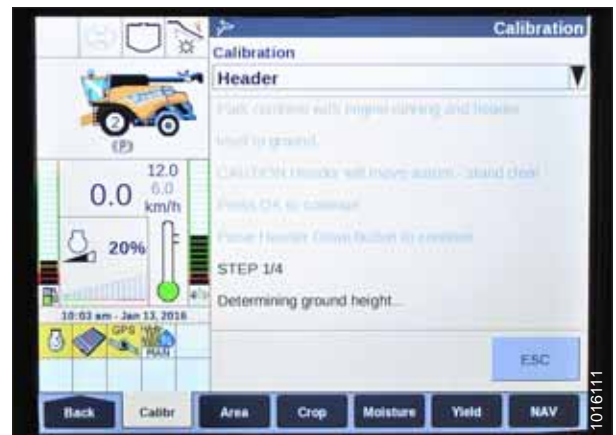 Calibration
Calibration
Header
Park combine with engine running and header
level to ground.
CAUTION Header will move autom - stand clear
Press OK to continue
Press Header Down Button to continue
STEP 1/4
Determining ground height...
ESC
2
(P)
0.0
12.0
6.0
km/h
20%
10:03 am - Jan 13, 2016
GPS
MAN
Back
Calibr
Area
Crop
Moisture
Yield
NAV
1016111